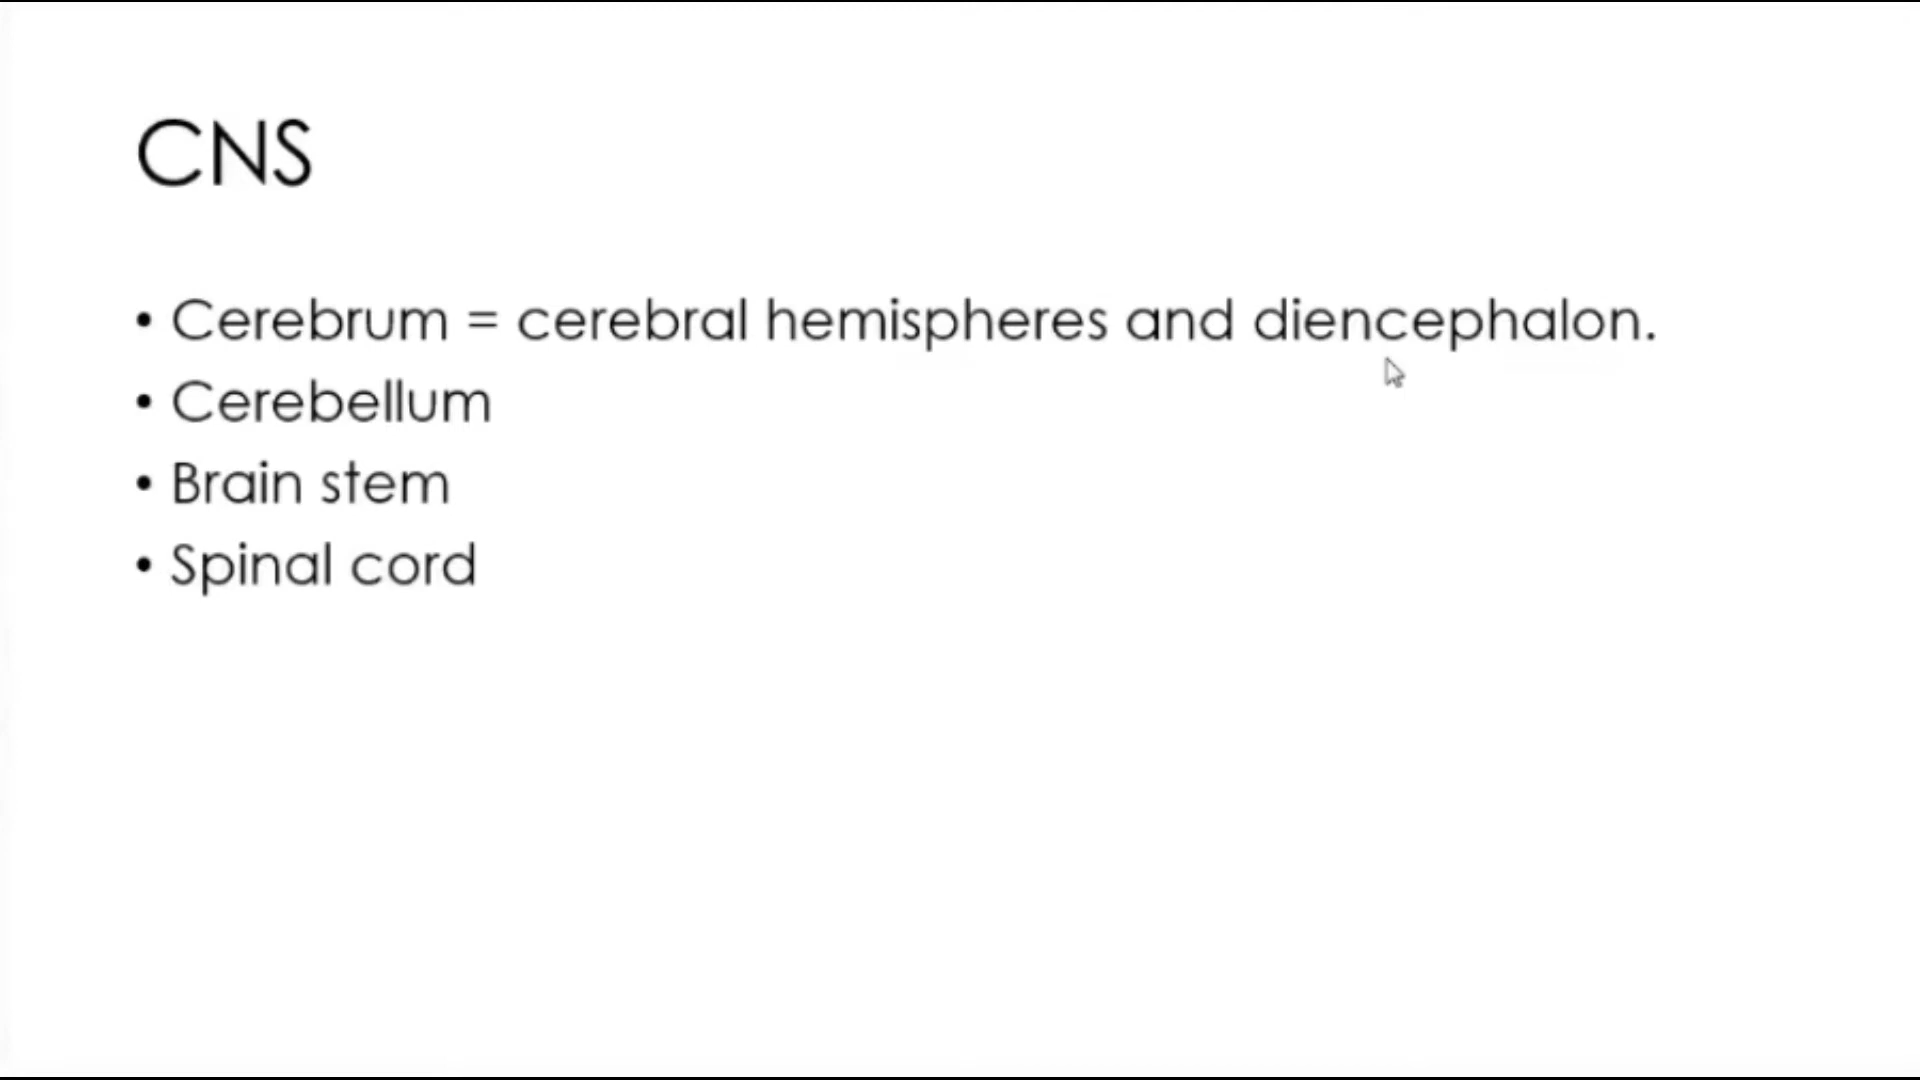 CNS
• Cerebrum = cerebral hemispheres and diencephalon.
• Cerebellum
• Brain stem
• Spinal cord